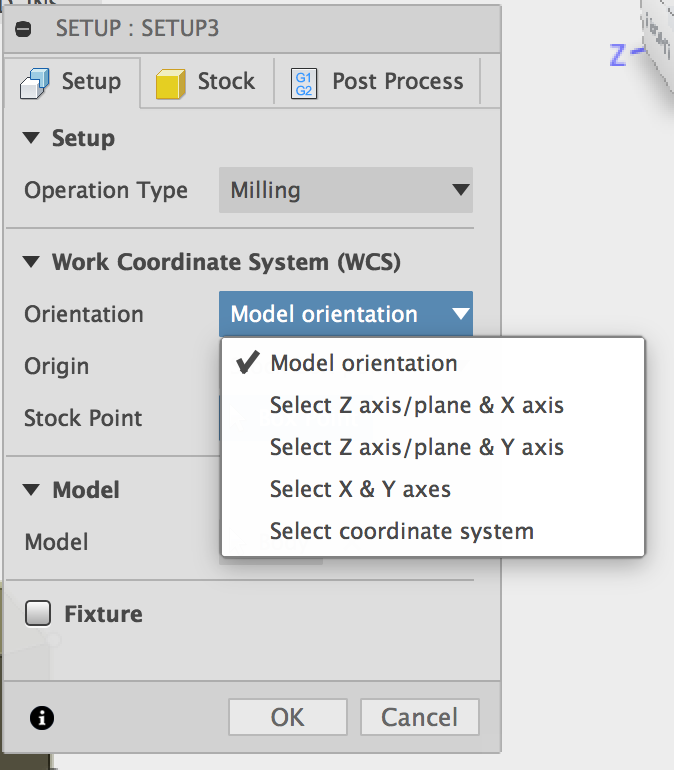 SETUP : SETUP3
Z
Setup
Stock
G1
G2
Post Process
Setup
Operation Type
Milling
Work Coordinate System (WCS)
Orientation
Model orientation
Origin
Model orientation
Select Z axis/plane & X axis
Stock Point
Select Z axis/plane & Y axis
Select X & Y axes
Model
Select coordinate system
Model
Fixture
OK
Cancel